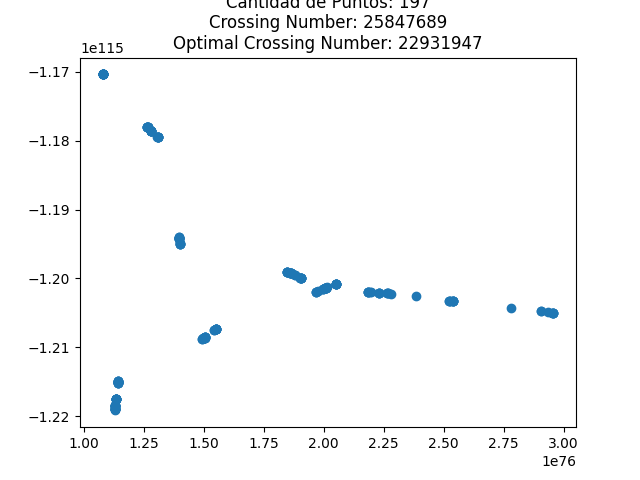 Cantidad de Puntos: 197
Crossing Number: 25847689
Optimal Crossing Number: 22931947
1e115
−1.17
−1.18
−1.19
−1.20
−1.21
−1.22
1.00 1.25 1.50 1.75 2.00 2.25 2.50 2.75 3.00
1e76